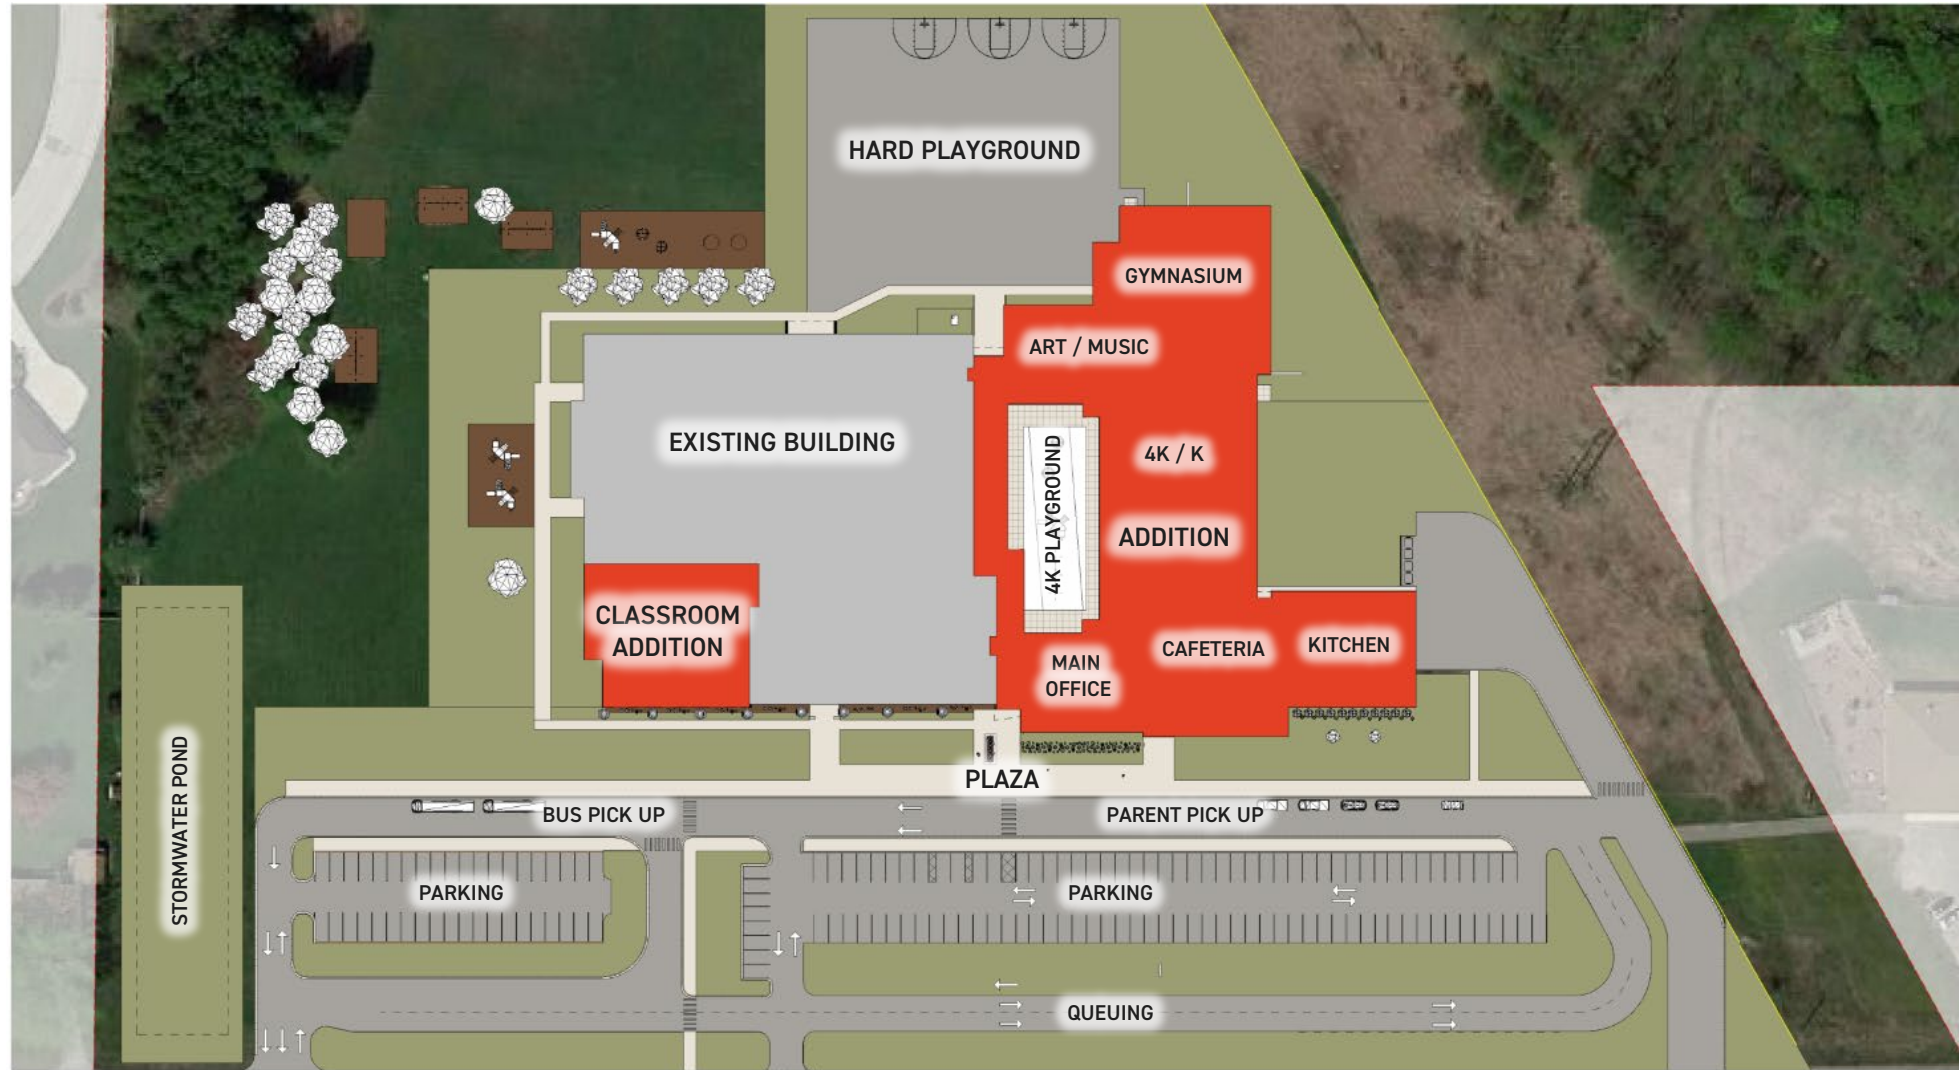 HARD PLAYGROUND
GYMNASIUM
ART / MUSIC
EXISTING BUILDING
4K / K
4K PLAYGROUND
ADDITION
CLASSROOM
ADDITION
MAIN
OFFICE
CAFETERIA
KITCHEN
STORMWATER POND
PLAZA
BUS PICK UP
PARENT PICK UP
PARKING
PARKING
QUEUING